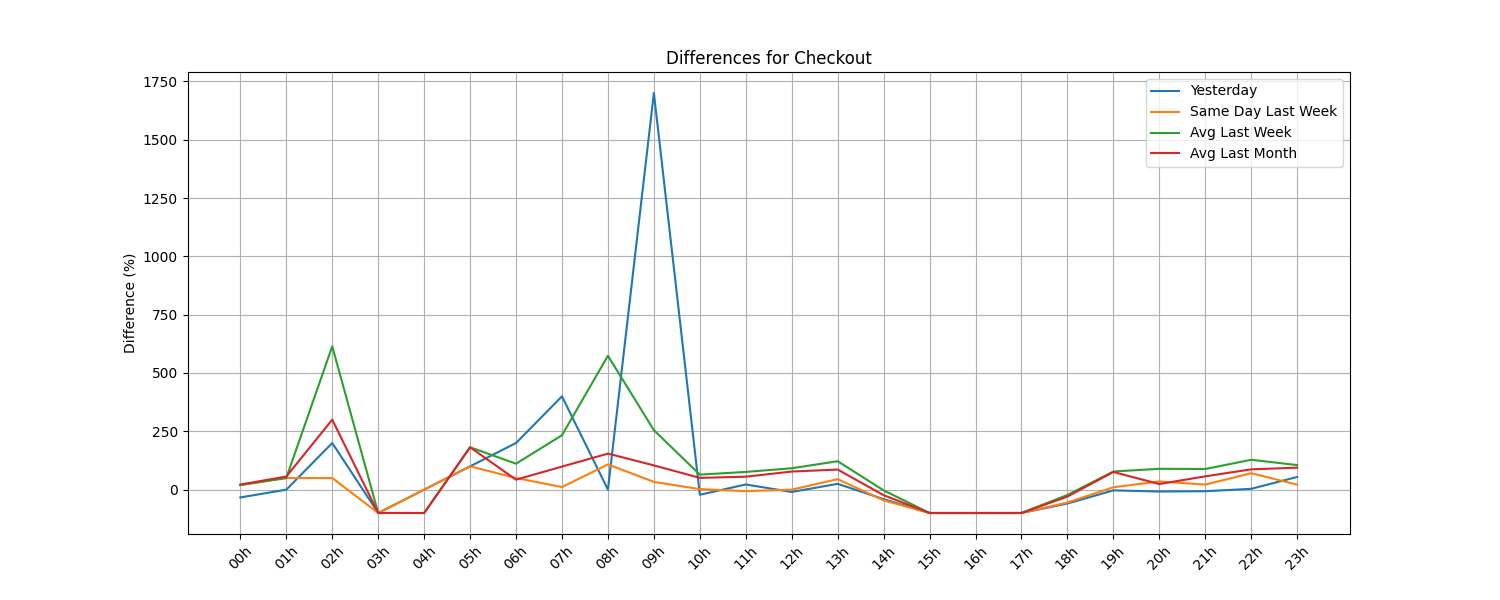 Differences for Checkout
1750
1500
1250
1000
750
500
250
0
Difference (%)
Yesterday
Same Day Last Week
Avg Last Week
Avg Last Month
00h
01h
02h
03h
04h
05h
06h
07h
08h
09h
10h
11h
12h
13h
14h
15h
16h
17h
18h
19h
20h
21h
22h
23h